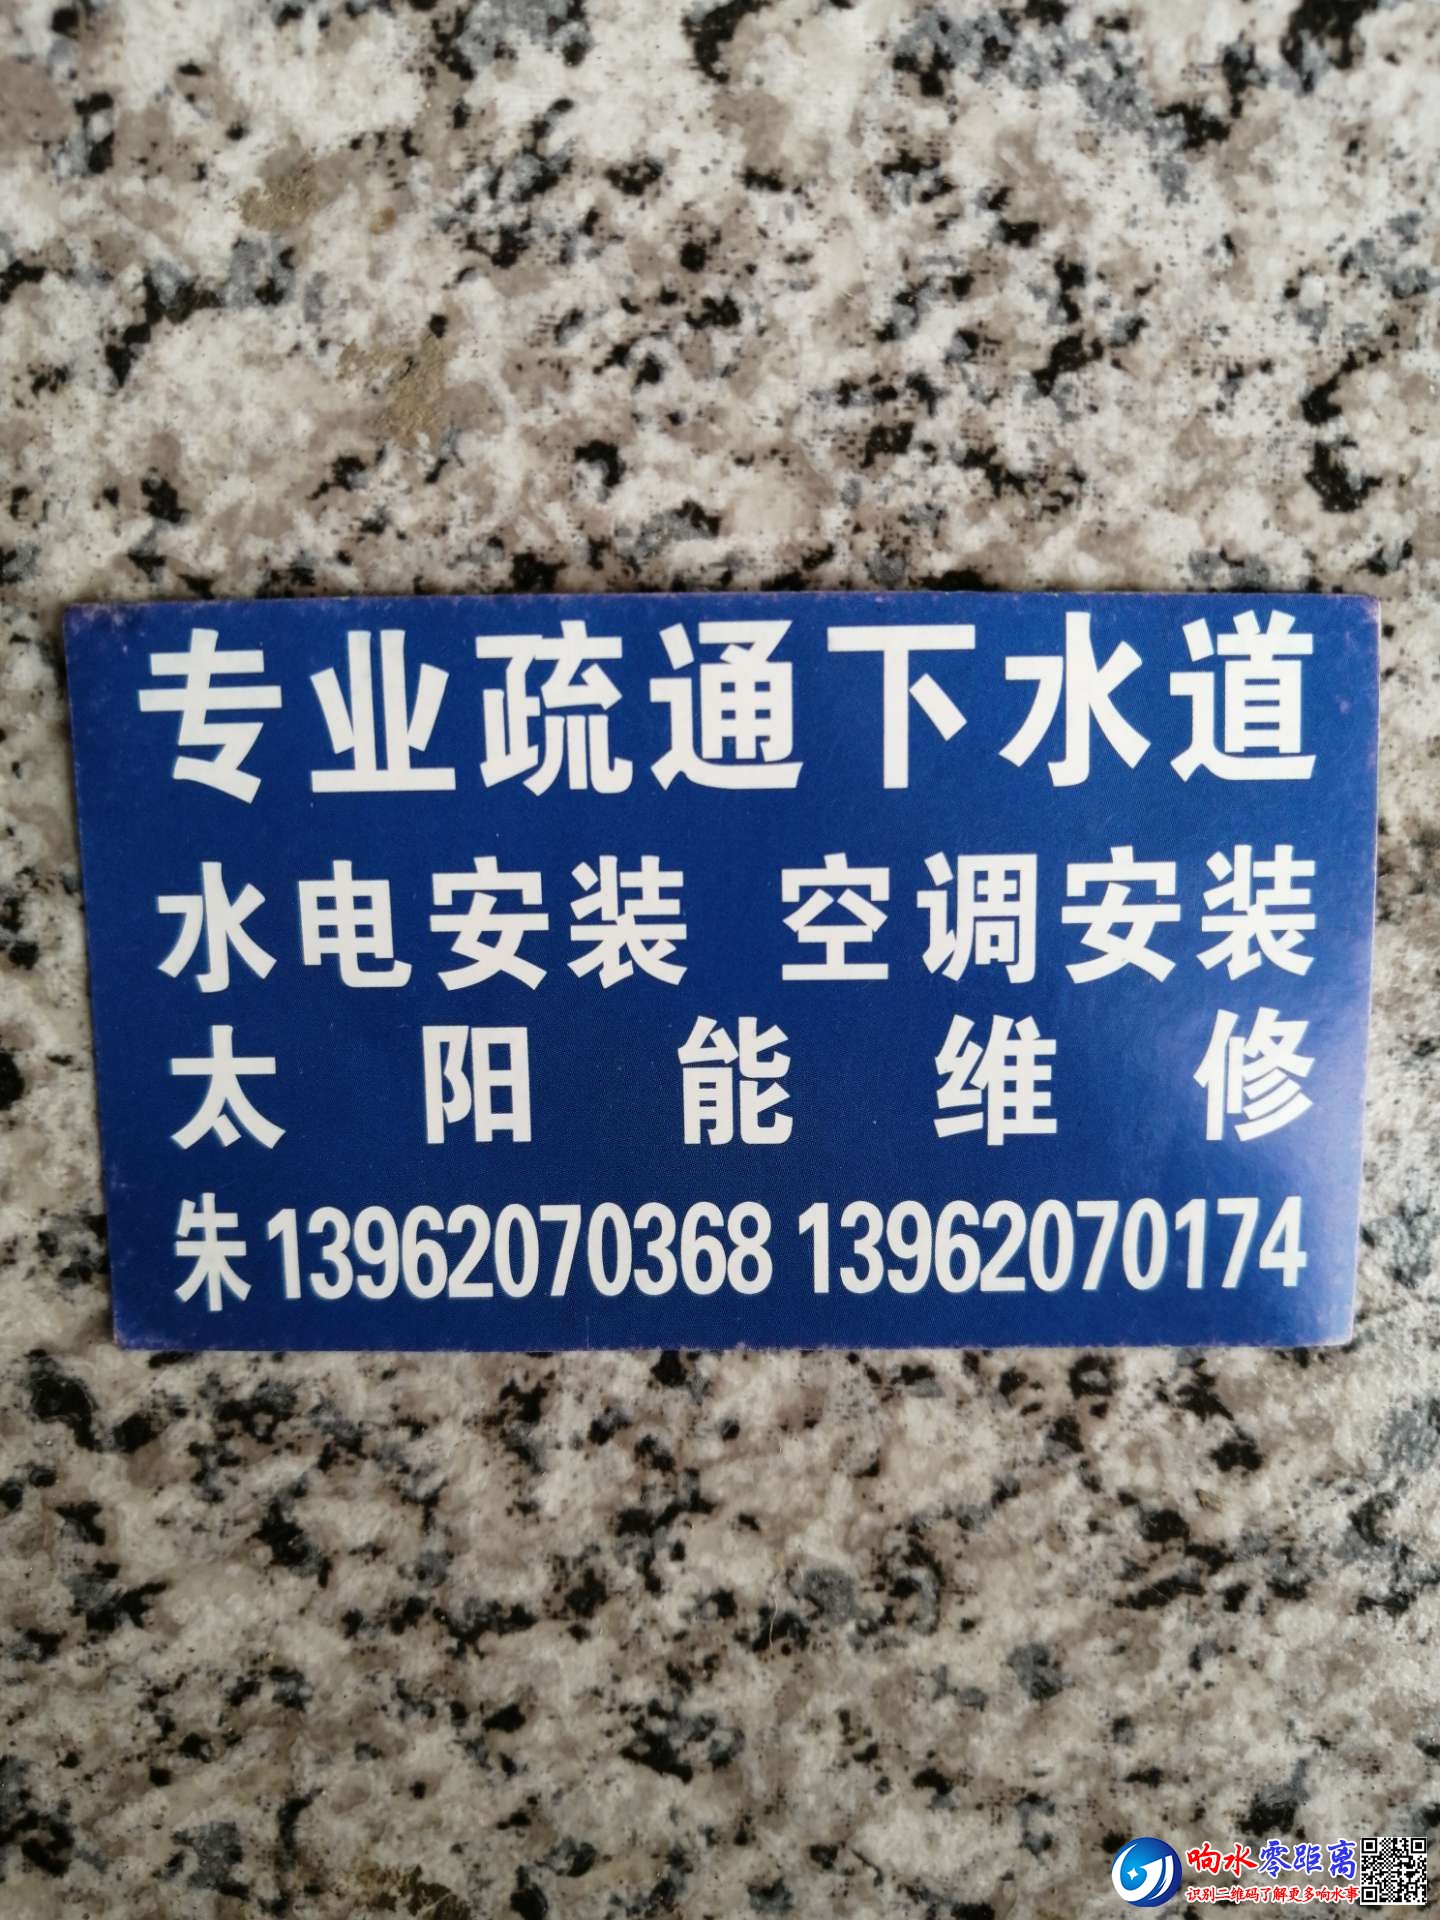 专业疏通下水道
水电安装 空调安装
太阳能维修
朱13962070368 13962070174
响水零距离
识别二维码了解更多响水事